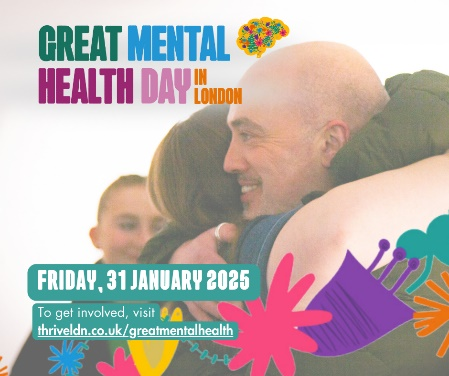 GREAT MENTAL
HEALTH DAY IN LONDON
FRIDAY, 31 JANUARY 2025
To get involved, visit
thriveldn.co.uk/greatmentalhealth